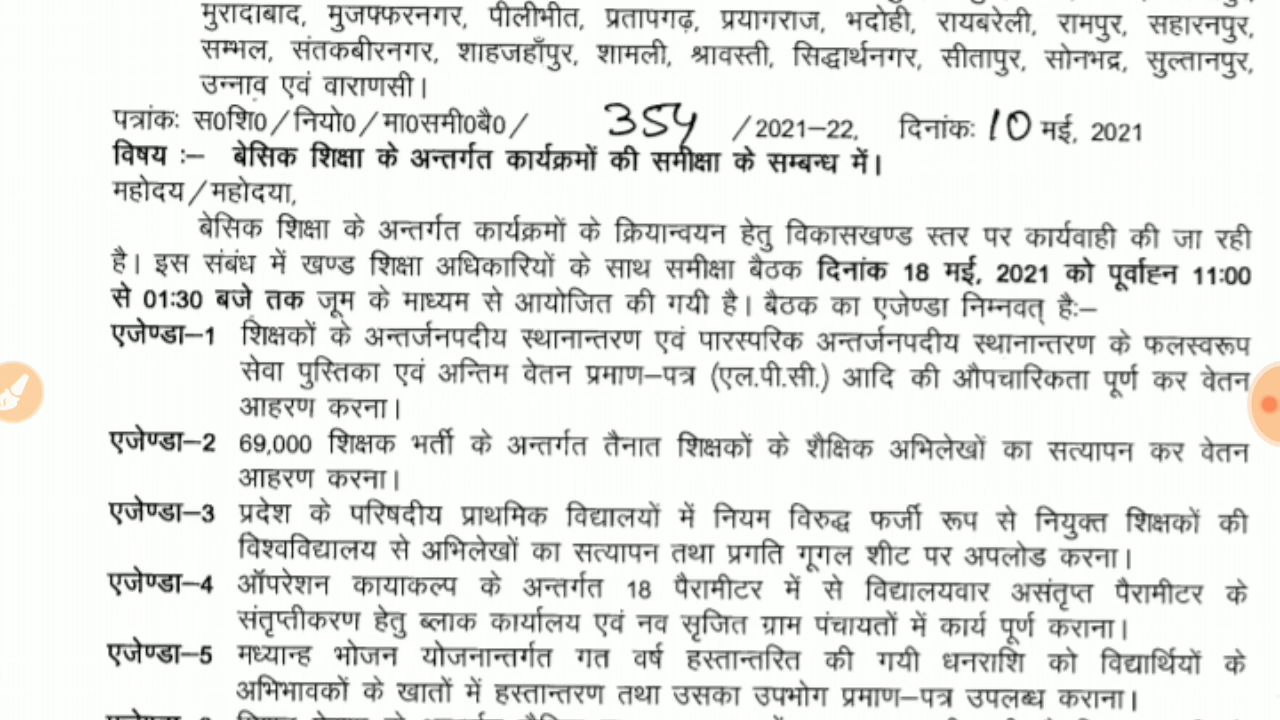 मुरादाबाद, मुजफ्फरनगर, पीलीभीत, प्रतापगढ़, प्रयागराज, भदोही, रायबरेली, रामपुर, सहारनपुर,
सम्भल, संतकबीरनगर, शाहजहाँपुर, शामली, श्रावस्ती, सिद्धार्थनगर, सीतापुर, सोनभद्र, सुल्तानपुर,
उन्नाव एवं वाराणसी।
पत्रांकः स0शि0/नियो0/मा0समी0बै0/ 354 /2021-22, दिनांकः 10 मई, 2021
विषय :- बेसिक शिक्षा के अन्तर्गत कार्यक्रमों की समीक्षा के सम्बन्ध में।
महोदय/महोदया,
बेसिक शिक्षा के अन्तर्गत कार्यक्रमों के क्रियान्वयन हेतु विकासखण्ड स्तर पर कार्यवाही की जा रही
है। इस संबंध में खण्ड शिक्षा अधिकारियों के साथ समीक्षा बैठक दिनांक 18 मई, 2021 को पूर्वाह्न 11:00
से 01:30 बजे तक जूम के माध्यम से आयोजित की गयी है। बैठक का एजेण्डा निम्नवत् हैः-
एजेण्डा-1 शिक्षकों के अन्तर्जनपदीय स्थानान्तरण एवं पारस्परिक अन्तर्जनपदीय स्थानान्तरण के फलस्वरूप
सेवा पुस्तिका एवं अन्तिम वेतन प्रमाण-पत्र (एल.पी.सी.) आदि की औपचारिकता पूर्ण कर वेतन
आहरण करना।
एजेण्डा-2 69,000 शिक्षक भर्ती के अन्तर्गत तैनात शिक्षकों के शैक्षिक अभिलेखों का सत्यापन कर वेतन
आहरण करना।
एजेण्डा-3 प्रदेश के परिषदीय प्राथमिक विद्यालयों में नियम विरुद्ध फर्जी रूप से नियुक्त शिक्षकों की
विश्वविद्यालय से अभिलेखों का सत्यापन तथा प्रगति गूगल शीट पर अपलोड करना।
एजेण्डा-4 ऑपरेशन कायाकल्प के अन्तर्गत 18 पैरामीटर में से विद्यालयवार असंतृप्त पैरामीटर के
संतृप्तीकरण हेतु ब्लाक कार्यालय एवं नव सृजित ग्राम पंचायतों में कार्य पूर्ण कराना।
एजेण्डा-5 मध्यान्ह भोजन योजनान्तर्गत गत वर्ष हस्तान्तरित की गयी धनराशि को विद्यार्थियों के
अभिभावकों के खातों में हस्तान्तरण तथा उसका उपभोग प्रमाण-पत्र उपलब्ध कराना।